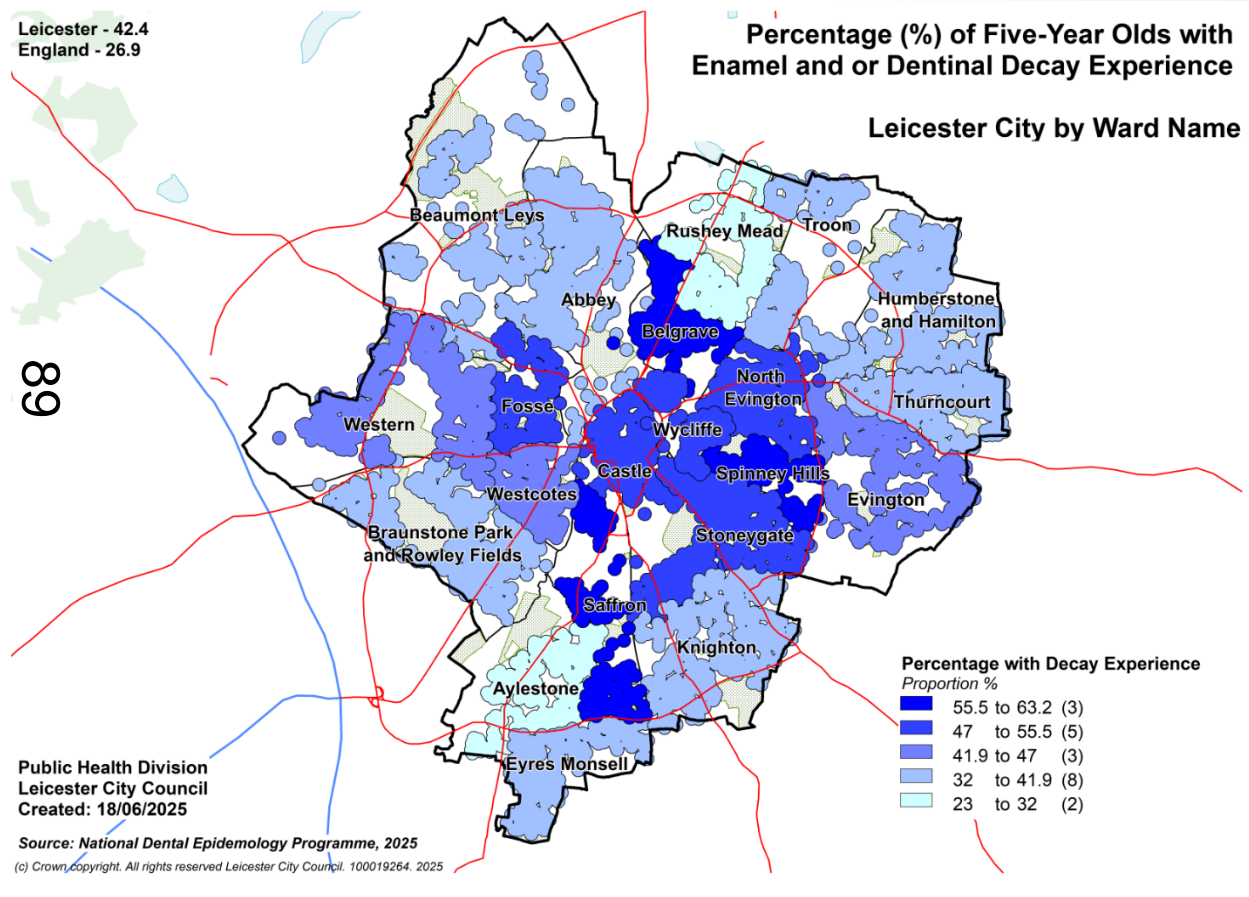 Leicester - 42.4
England - 26.9
Percentage (%) of Five-Year Olds with
Enamel and or Dentinal Decay Experience
Leicester City by Ward Name
Beaumont Leys
Rushey Mead
Troon
Abbey
Humberstone
and Hamilton
Belgrave
89
North
Evington
Thurncourt
Fosse
Western
Wycliffe
Castle
Spinney Hills
Westcotes
Evington
Braunstone Park
and Rowley Fields
Stoneygate
Saffron
Knighton
Aylestone
Eyres Monsell
Percentage with Decay Experience
Proportion %
55.5 to 63.2 (3)
47 to 55.5 (5)
41.9 to 47 (3)
32 to 41.9 (8)
23 to 32 (2)
Public Health Division
Leicester City Council
Created: 18/06/2025
Source: National Dental Epidemology Programme, 2025
(c) Crown copyright. All rights reserved Leicester City Council. 100019264. 2025